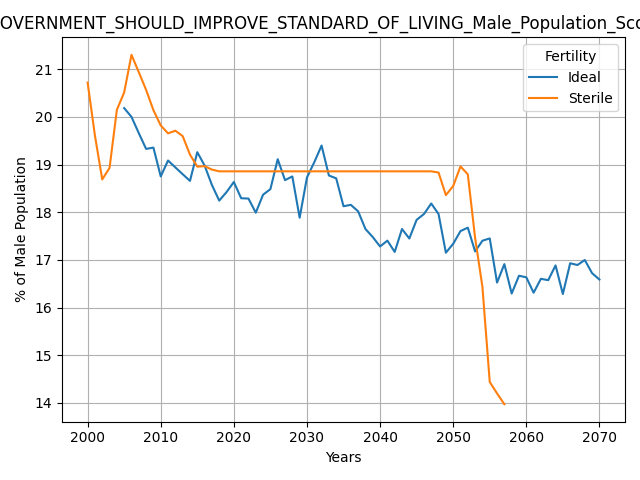 OVERNMENT_SHOULD_IMPROVE_STANDARD_OF_LIVING_Male_Population_Sco
Fertility
Ideal
Sterile
% of Male Population
21
20
19
18
17
16
15
14
2000
2010
2020
2030
2040
2050
2060
2070
Years